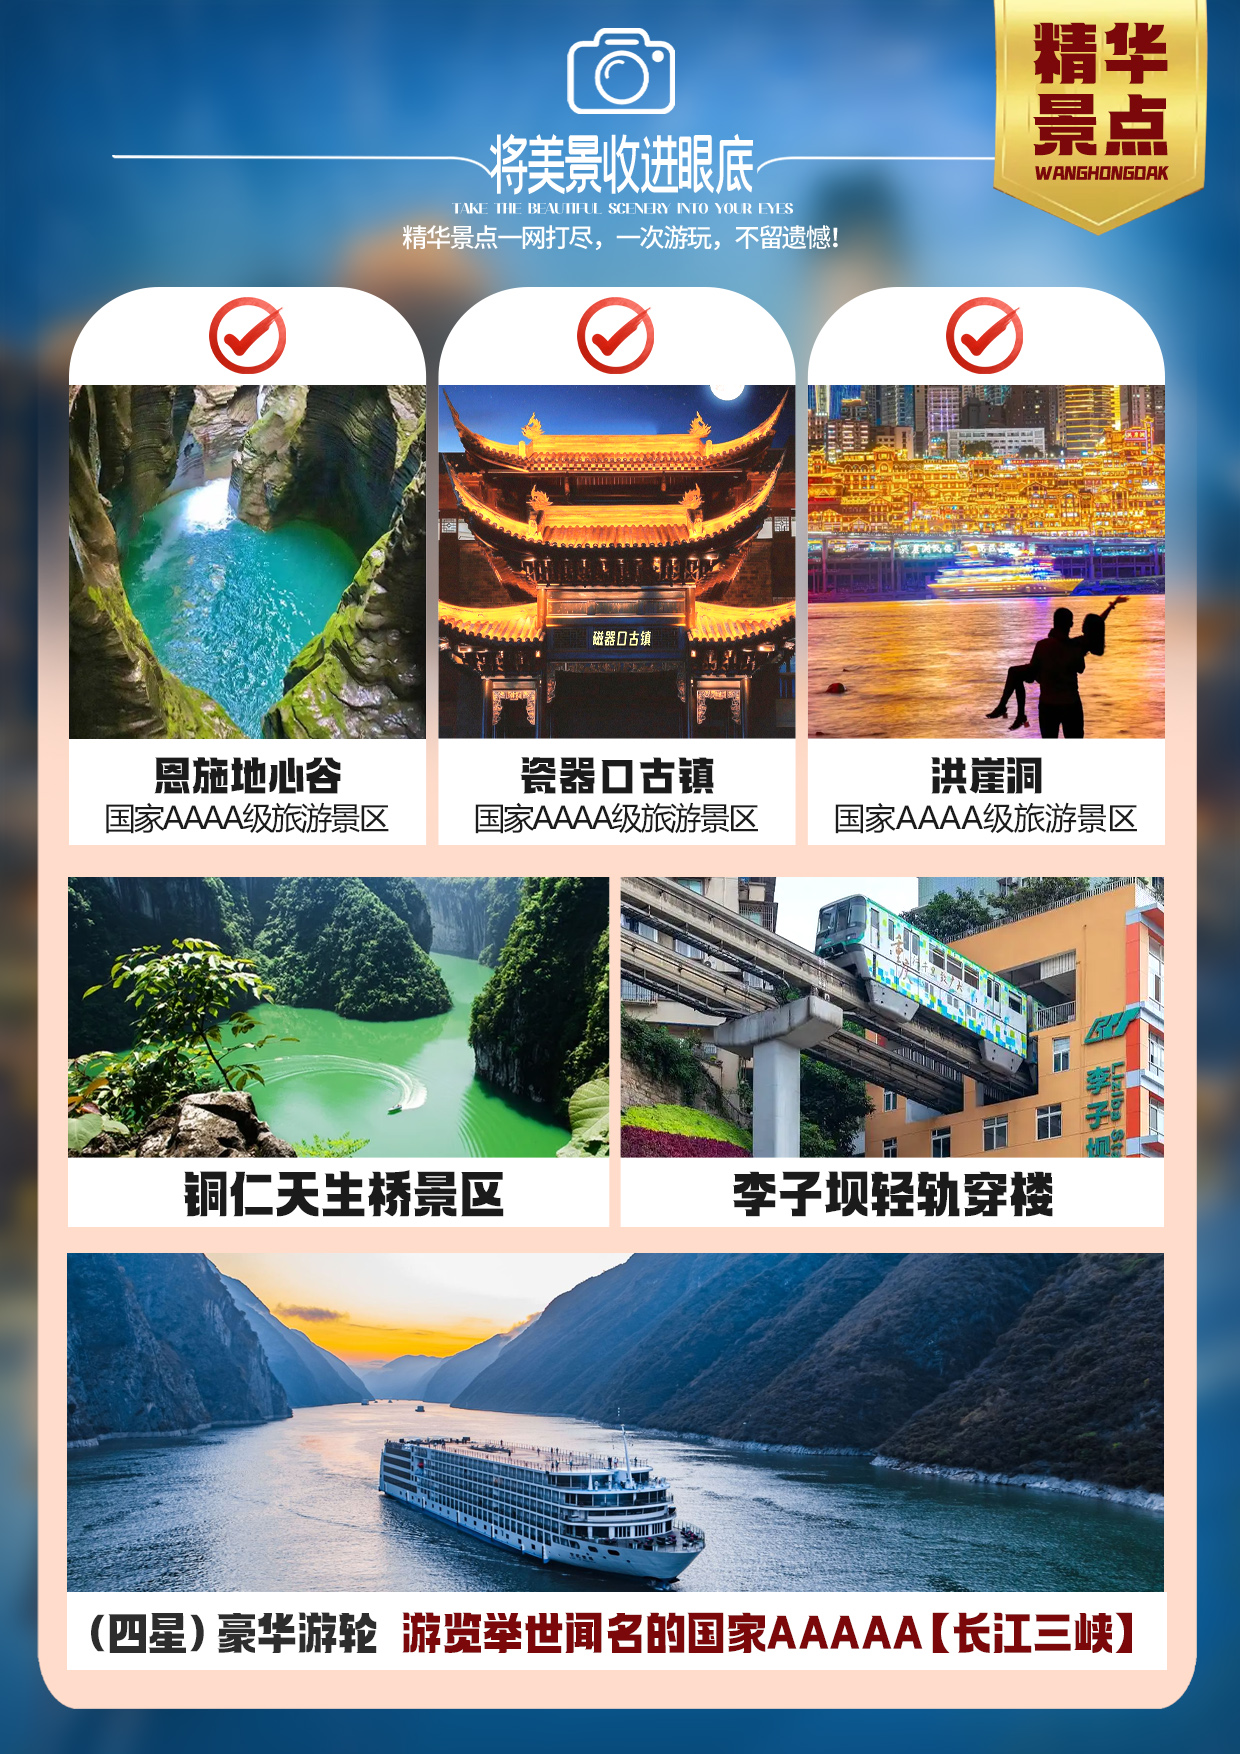 精华
景点
WANGHONGDAK
将美景收进眼底
TAKE THE BEAUTIFUL SCENERY INTO YOUR EYES
精华景点一网打尽，一次游玩，不留遗憾！
磁器口古镇
恩施地心谷
国家AAAA级旅游景区
瓷器口古镇
国家AAAA级旅游景区
洪崖洞
国家AAAA级旅游景区
李子坝
Liziba Sta
铜仁天生桥景区
李子坝轻轨穿楼
（四星）豪华游轮 游览举世闻名的国家AAAAA【长江三峡】